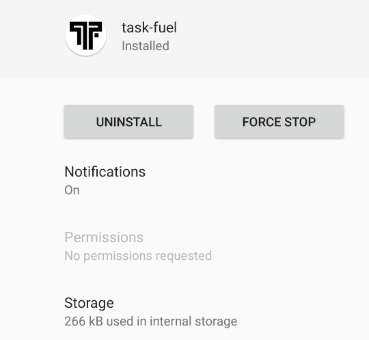 task-fuel
Installed
UNINSTALL
FORCE STOP
Notifications
On
Permissions
No permissions requested
Storage
266 kB used in internal storage